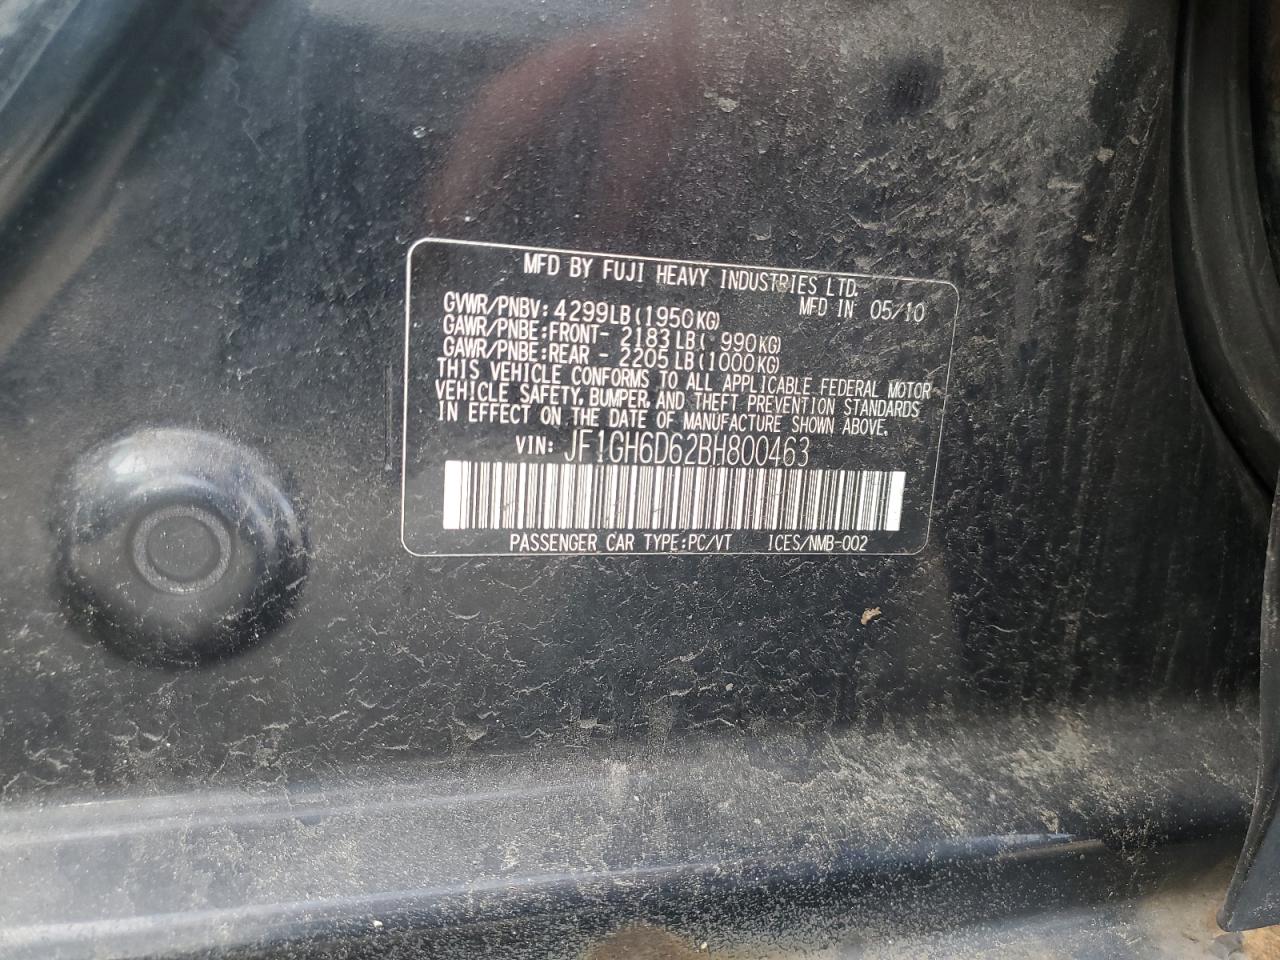 MFD BY FUJI HEAVY INDUSTRIES LTD.
MFD IN 05/10
GVWR/PNBV: 4299LB(1950KG)
GAWR/PNBE:FRONT- 2183LB( 990KG)
GAWR/PNBE:REAR - 2205LB(1000KG)
THIS VEHICLE CONFORMS TO ALL APPLICABLE FEDERAL MOTOR
VEHICLE SAFETY, BUMPER, AND THEFT PREVENTION STANDARDS
IN EFFECT ON THE DATE OF MANUFACTURE SHOWN ABOVE.
VIN: JF1GH6D62BH800463
PASSENGER CAR TYPE:PC/VT ICES/NMB-002